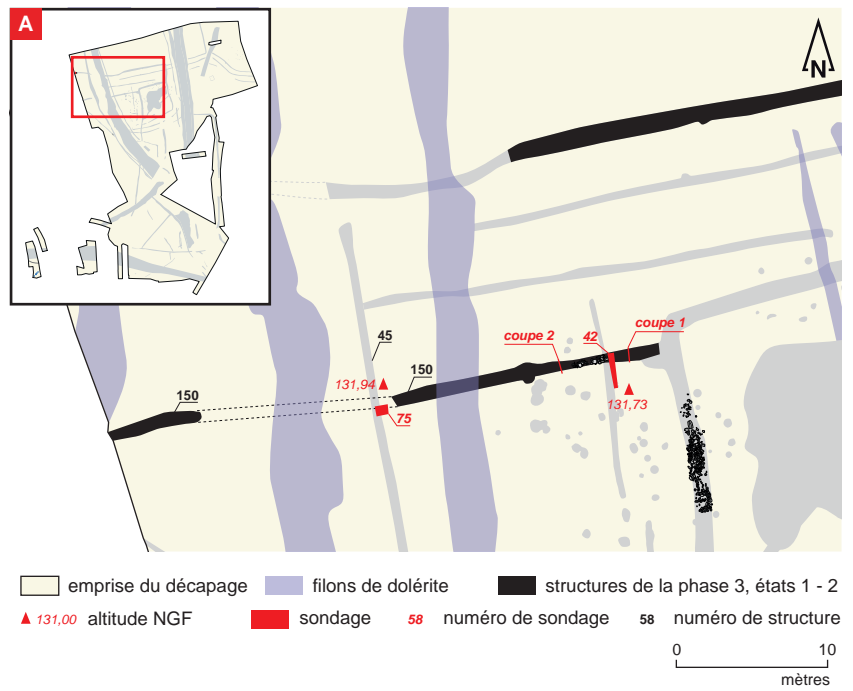 A
N
coupe 2
42
coupe 1
45
131,94
150
150
75
131,73
emprise du décapage filons de dolérite structures de la phase 3, états 1 - 2
131,00 altitude NGF sondage 58 numéro de sondage 58 numéro de structure
0 10
mètres